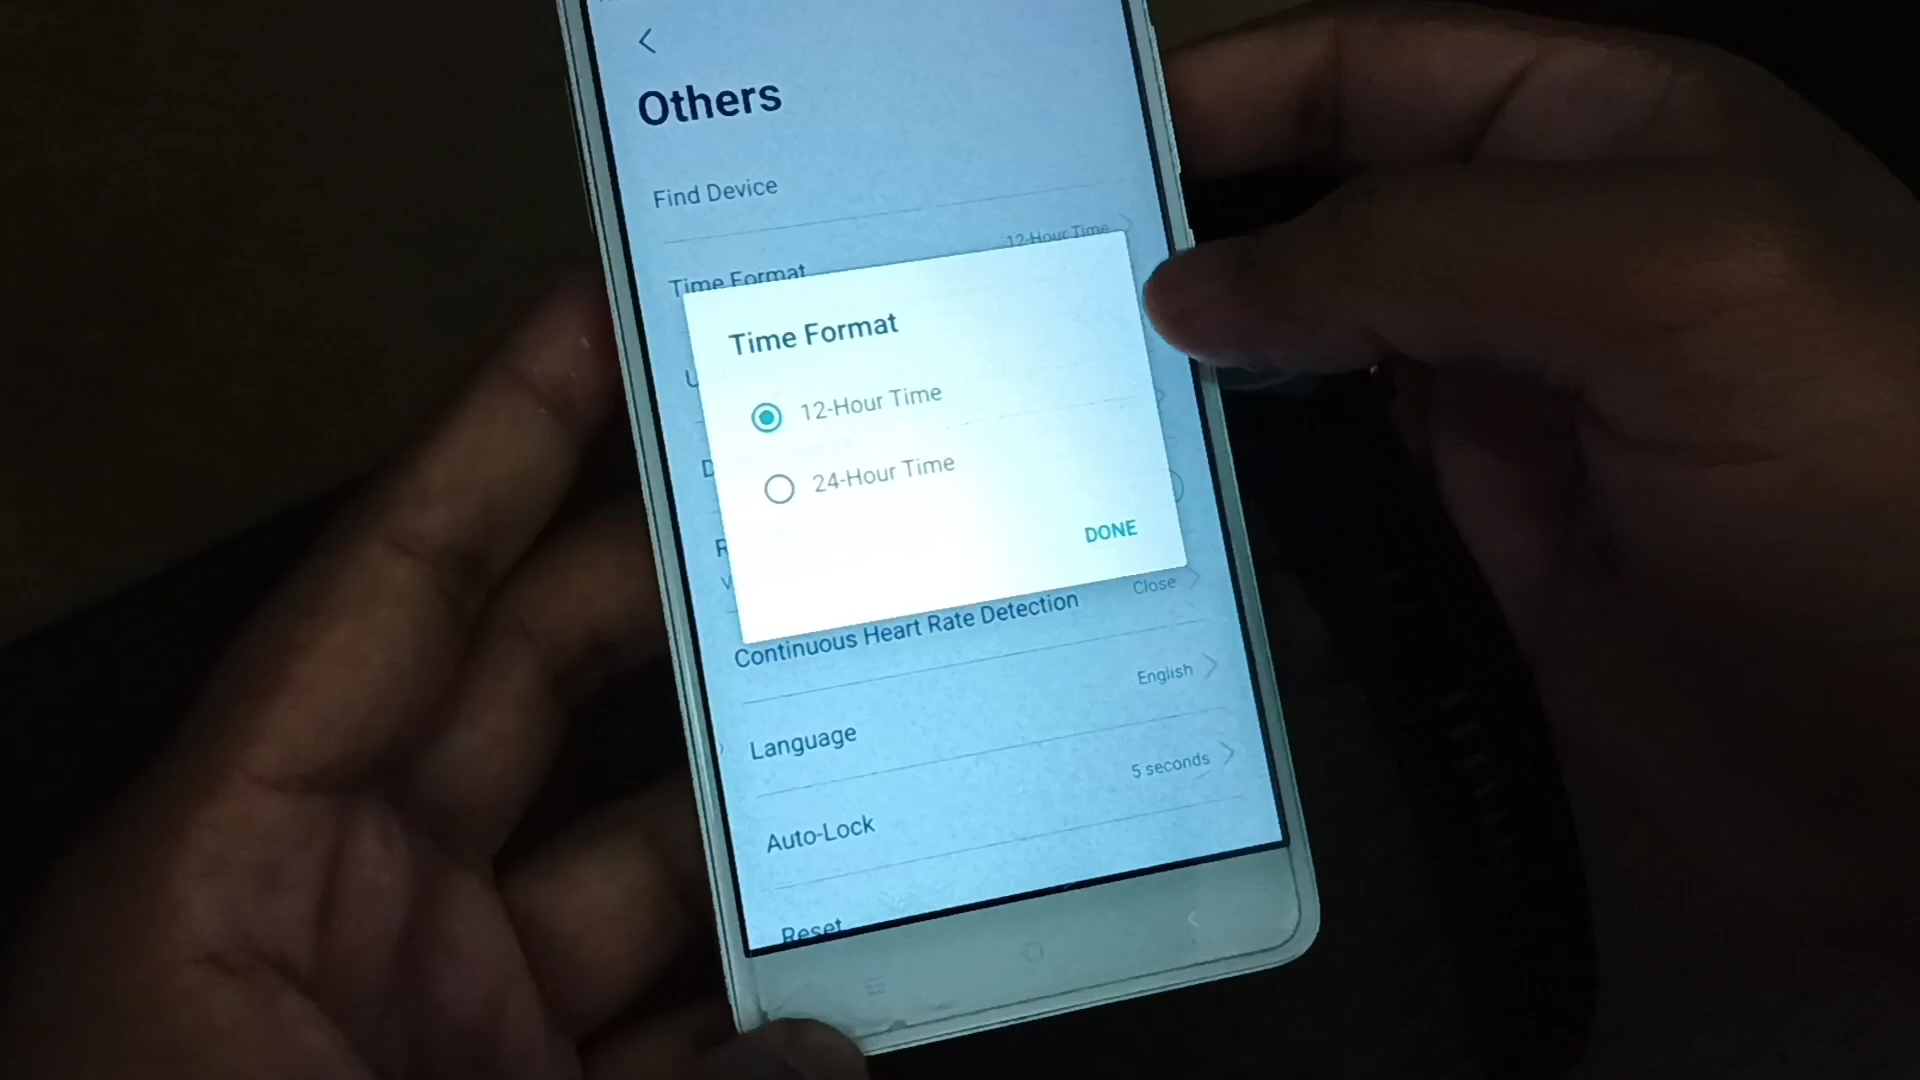 Others
Find Device
12-Hour Time
Time Format
Time Format
12-Hour Time
24-Hour Time
DONE
Close
Continuous Heart Rate Detection
English
Language
5 seconds
Auto-Lock
Reset